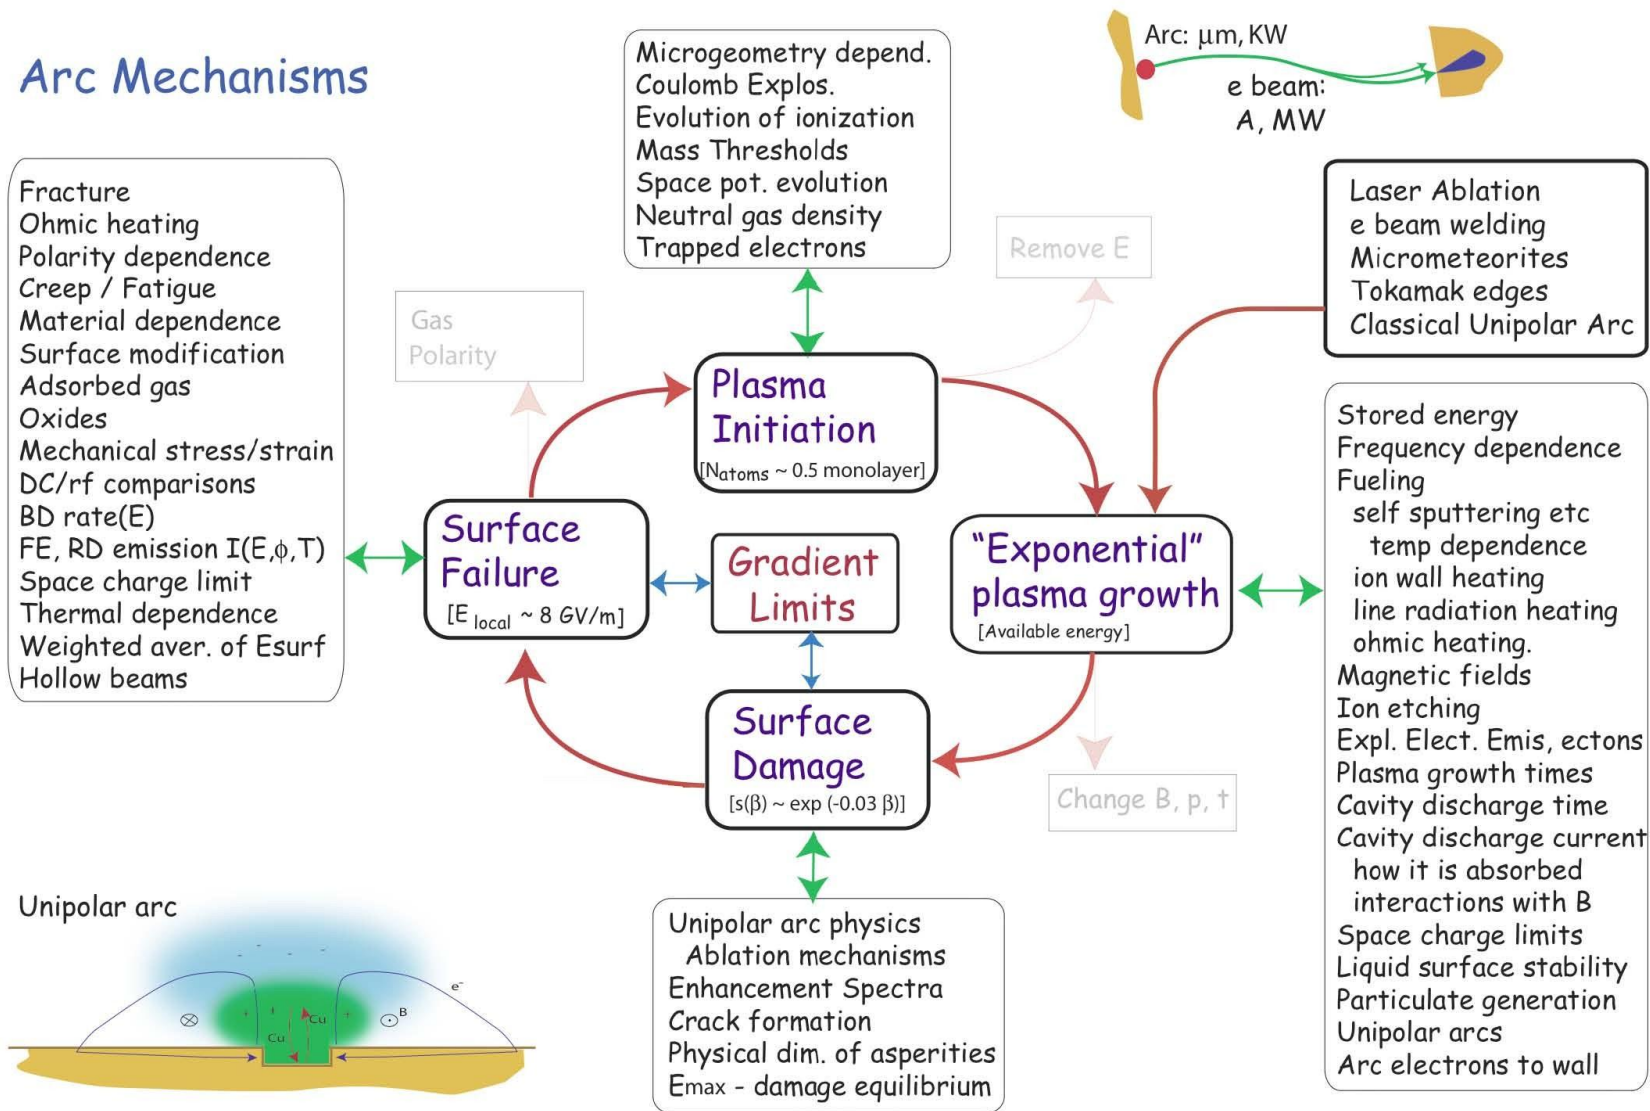 Arc Mechanisms
Microgeometry depend.
Coulomb Explos.
Evolution of ionization
Mass Thresholds
Space pot. evolution
Neutral gas density
Trapped electrons
Arc: μm, KW
e beam:
A, MW
Fracture
Ohmic heating
Polarity dependence
Creep / Fatigue
Material dependence
Surface modification
Adsorbed gas
Oxides
Mechanical stress/strain
DC/rf comparisons
BD rate(E)
FE, RD emission I(E,ϕ,T)
Space charge limit
Thermal dependence
Weighted aver. of Esurf
Hollow beams
Gas
Polarity
Remove E
Laser Ablation
e beam welding
Micrometeorites
Tokamak edges
Classical Unipolar Arc
Plasma
Initiation
[Natoms ~ 0.5 monolayer]
Surface
Failure
[E local ~ 8 GV/m]
Gradient
Limits
“Exponential”
plasma growth
[Available energy]
Surface
Damage
[s(β) ~ exp (-0.03 β)]
Change B, p, t
Stored energy
Frequency dependence
Fueling
self sputtering etc
temp dependence
ion wall heating
line radiation heating
ohmic heating.
Magnetic fields
Ion etching
Expl. Elect. Emis, ectons
Plasma growth times
Cavity discharge time
Cavity discharge current
how it is absorbed
interactions with B
Space charge limits
Liquid surface stability
Particulate generation
Unipolar arcs
Arc electrons to wall
Unipolar arc physics
Ablation mechanisms
Enhancement Spectra
Crack formation
Physical dim. of asperities
Emax - damage equilibrium
Unipolar arc
- - -
- -
e-
+ + +
Cu
B
Cu